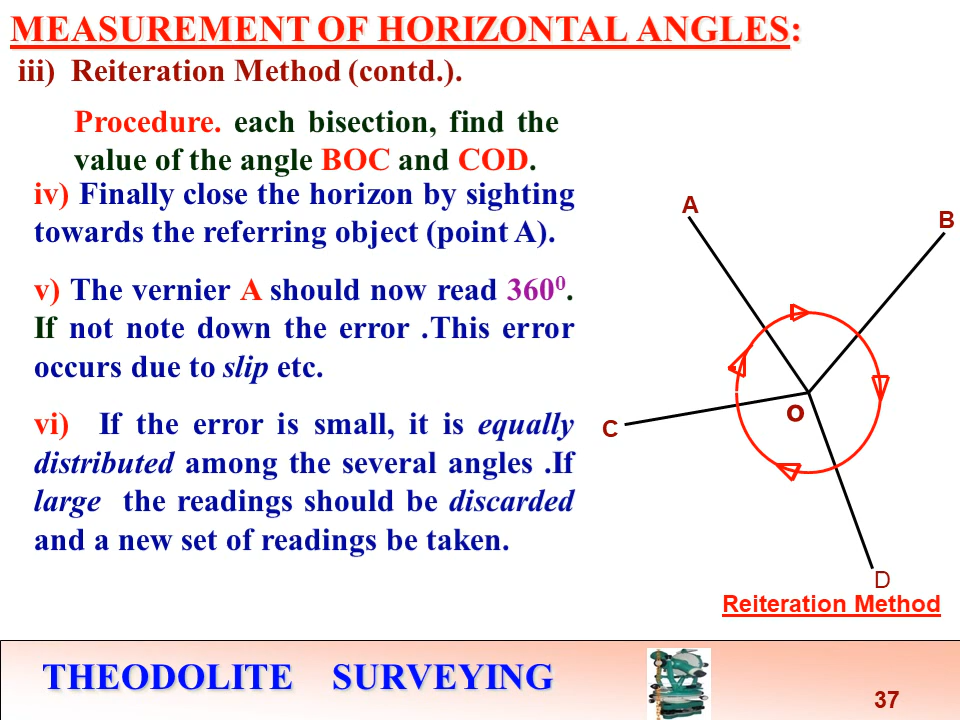 MEASUREMENT OF HORIZONTAL ANGLES:
iii) Reiteration Method (contd.).
Procedure. each bisection, find the
value of the angle BOC and COD.
iv) Finally close the horizon by sighting
towards the referring object (point A).
v) The vernier A should now read 360⁰.
If not note down the error .This error
occurs due to slip etc.
vi) If the error is small, it is equally
distributed among the several angles .If
large the readings should be discarded
and a new set of readings be taken.
A
B
O
C
D
Reiteration Method
THEODOLITE SURVEYING
37